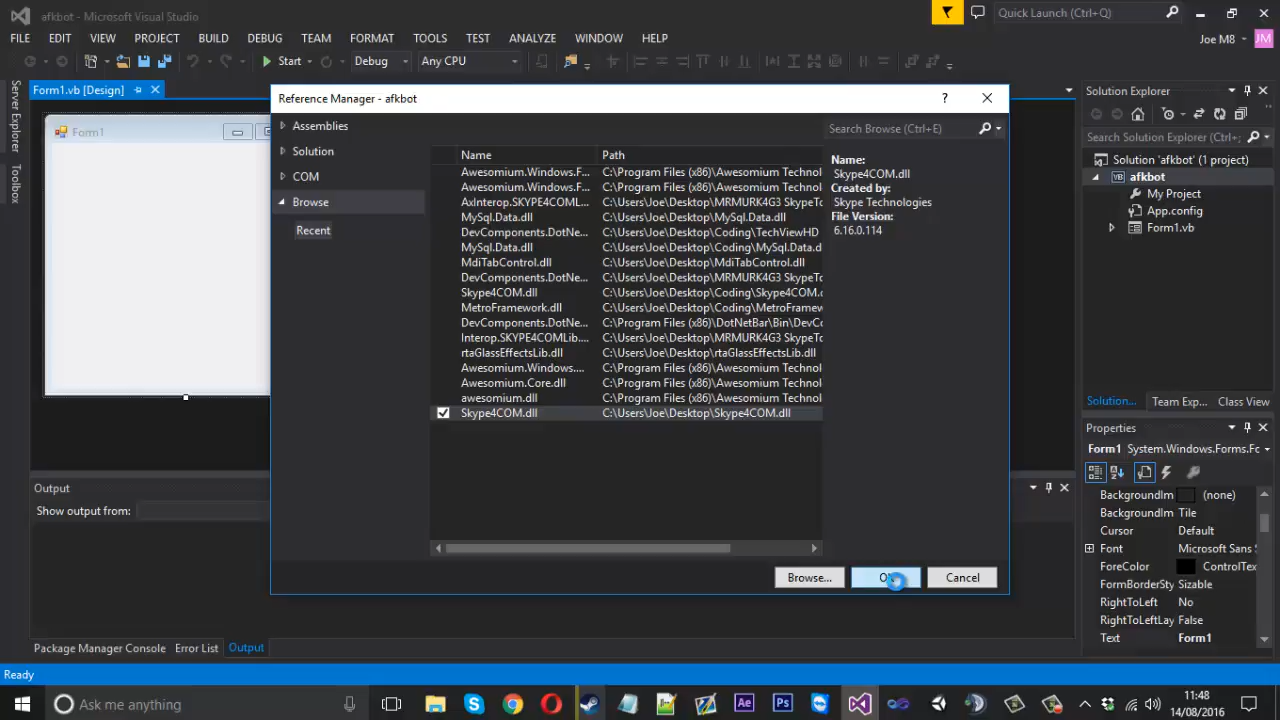 afkbot - Microsoft Visual Studio
Quick Launch (Ctrl+Q)
FILE EDIT VIEW PROJECT BUILD DEBUG TEAM FORMAT TOOLS TEST ANALYZE WINDOW HELP
Joe M8 JM
Start Debug Any CPU
Server Explorer
Toolbox
Form1.vb [Design]
Form1
Reference Manager - afkbot
?
Assemblies
Solution
COM
Browse
Recent
Search Browse (Ctrl+E)
Name Path
Awesomium.Windows.F... C:\Program Files (x86)\Awesomium Technol
Awesomium.Windows.F... C:\Program Files (x86)\Awesomium Technol
AxInterop.SKYPE4COML... C:\Users\Joe\Desktop\MRMURK4G3 SkypeTo
MySql.Data.dll C:\Users\Joe\Desktop\MySql.Data.dll
DevComponents.DotNe... C:\Users\Joe\Desktop\Coding\TechViewHD
MySql.Data.dll C:\Users\Joe\Desktop\Coding\MySql.Data.d
MdiTabControl.dll C:\Users\Joe\Desktop\MdiTabControl.dll
DevComponents.DotNe... C:\Users\Joe\Desktop\MRMURK4G3 SkypeTo
Skype4COM.dll C:\Users\Joe\Desktop\Coding\Skype4COM.d
MetroFramework.dll C:\Users\Joe\Desktop\Coding\MetroFramew
DevComponents.DotNe... C:\Program Files (x86)\DotNetBar\Bin\DevC
Interop.SKYPE4COMLib.... C:\Users\Joe\Desktop\MRMURK4G3 SkypeTo
rtaGlassEffectsLib.dll C:\Users\Joe\Desktop\rtaGlassEffectsLib.dll
Awesomium.Windows.... C:\Program Files (x86)\Awesomium Technol
Awesomium.Core.dll C:\Program Files (x86)\Awesomium Technol
awesomium.dll C:\Program Files (x86)\Awesomium Technol
Skype4COM.dll C:\Users\Joe\Desktop\Skype4COM.dll
Name:
Skype4COM.dll
Created by:
Skype Technologies
File Version:
6.16.0.114
Browse... Cancel
Solution Explorer
Search Solution Explorer (Ctrl+;)
Solution 'afkbot' (1 project)
VB afkbot
My Project
App.config
Form1.vb
Solution... Team Exp... Class View
Properties
Form1 System.Windows.Forms.Fo
BackgroundIm (none)
BackgroundIm Tile
Cursor Default
Font Microsoft Sans S
ForeColor ControlTex
FormBorderSty Sizable
RightToLeft No
RightToLeftLay False
Text Form1
Output
Show output from:
Package Manager Console Error List Output
Ready
Ask me anything
Ae Ps
11:48
14/08/2016